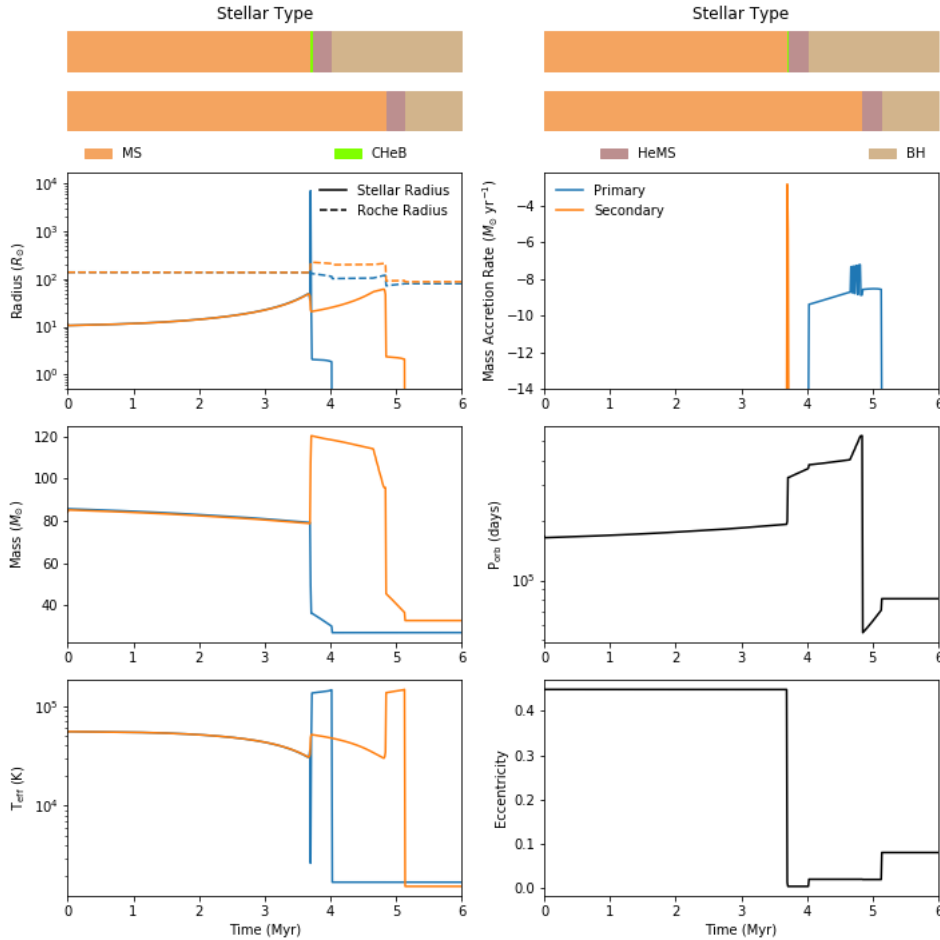 Stellar Type
Stellar Type
MS
CHeB
HeMS
BH
Radius (R⊙)
10⁴
10³
10²
10¹
10⁰
Stellar Radius
Roche Radius
0 1 2 3 4 5 6
Mass Accretion Rate (M⊙ yr⁻¹)
−4
−6
−8
−10
−12
−14
Primary
Secondary
0 1 2 3 4 5 6
Mass (M⊙)
120
100
80
60
40
0 1 2 3 4 5 6
Pₒᵣᵦ (days)
10⁵
0 1 2 3 4 5 6
T_eff (K)
10⁵
10⁴
0 1 2 3 4 5 6
Time (Myr)
Eccentricity
0.4
0.3
0.2
0.1
0.0
0 1 2 3 4 5 6
Time (Myr)